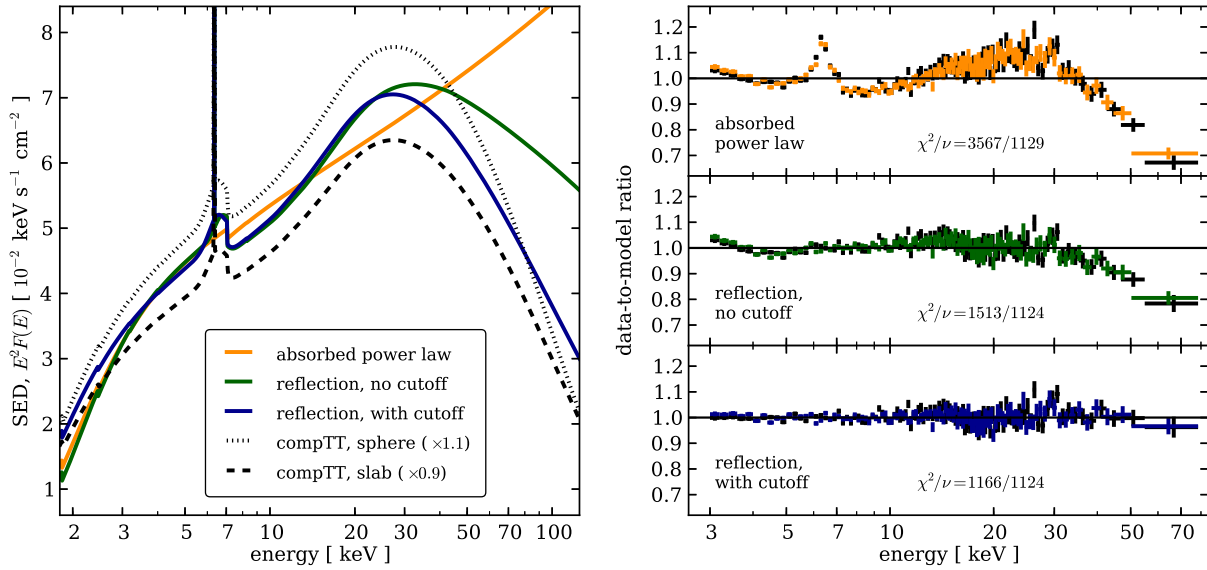 SED, E²F(E) [ 10⁻² keV s⁻¹ cm⁻² ]
8
7
6
5
4
3
2
1
absorbed power law
reflection, no cutoff
reflection, with cutoff
compTT, sphere ( ×1.1)
compTT, slab ( ×0.9)
2 3 5 7 10 20 30 50 70 100
energy [ keV ]
data-to-model ratio
1.2
1.1
1.0
0.9
0.8
0.7
absorbed
power law
χ²/ν=3567/1129
1.2
1.1
1.0
0.9
0.8
0.7
reflection,
no cutoff
χ²/ν=1513/1124
1.2
1.1
1.0
0.9
0.8
0.7
reflection,
with cutoff
χ²/ν=1166/1124
3 5 7 10 20 30 50 70
energy [ keV ]